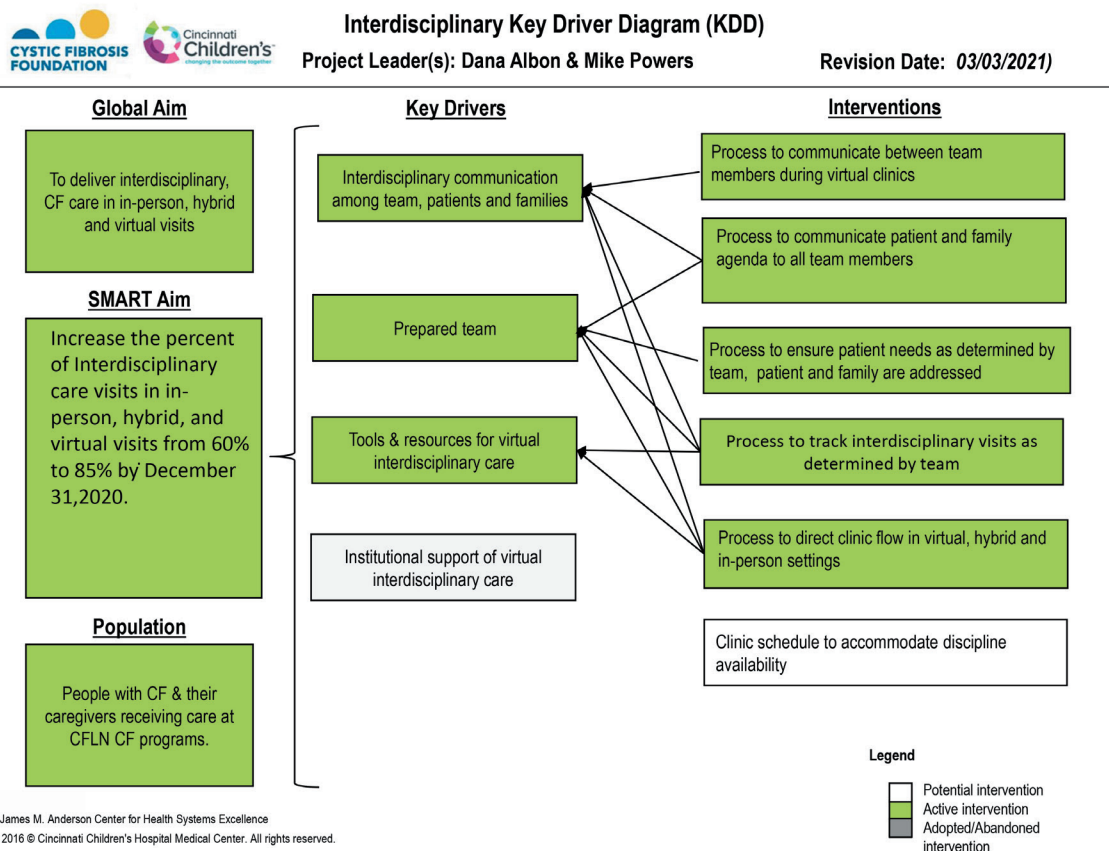 CYSTIC FIBROSIS
FOUNDATION
Cincinnati
Children's
changing the outcome together
Interdisciplinary Key Driver Diagram (KDD)
Project Leader(s): Dana Albon & Mike Powers
Revision Date: 03/03/2021)
Global Aim
To deliver interdisciplinary,
CF care in in-person, hybrid
and virtual visits
SMART Aim
Increase the percent
of Interdisciplinary
care visits in in-
person, hybrid, and
virtual visits from 60%
to 85% by December
31,2020.
Population
People with CF & their
caregivers receiving care at
CFLN CF programs.
Key Drivers
Interdisciplinary communication
among team, patients and families
Prepared team
Tools & resources for virtual
interdisciplinary care
Institutional support of virtual
interdisciplinary care
Interventions
Process to communicate between team
members during virtual clinics
Process to communicate patient and family
agenda to all team members
Process to ensure patient needs as determined by
team, patient and family are addressed
Process to track interdisciplinary visits as
determined by team
Process to direct clinic flow in virtual, hybrid and
in-person settings
Clinic schedule to accommodate discipline
availability
Legend
Potential intervention
Active intervention
Adopted/Abandoned
intervention
James M. Anderson Center for Health Systems Excellence
2016 © Cincinnati Children's Hospital Medical Center. All rights reserved.